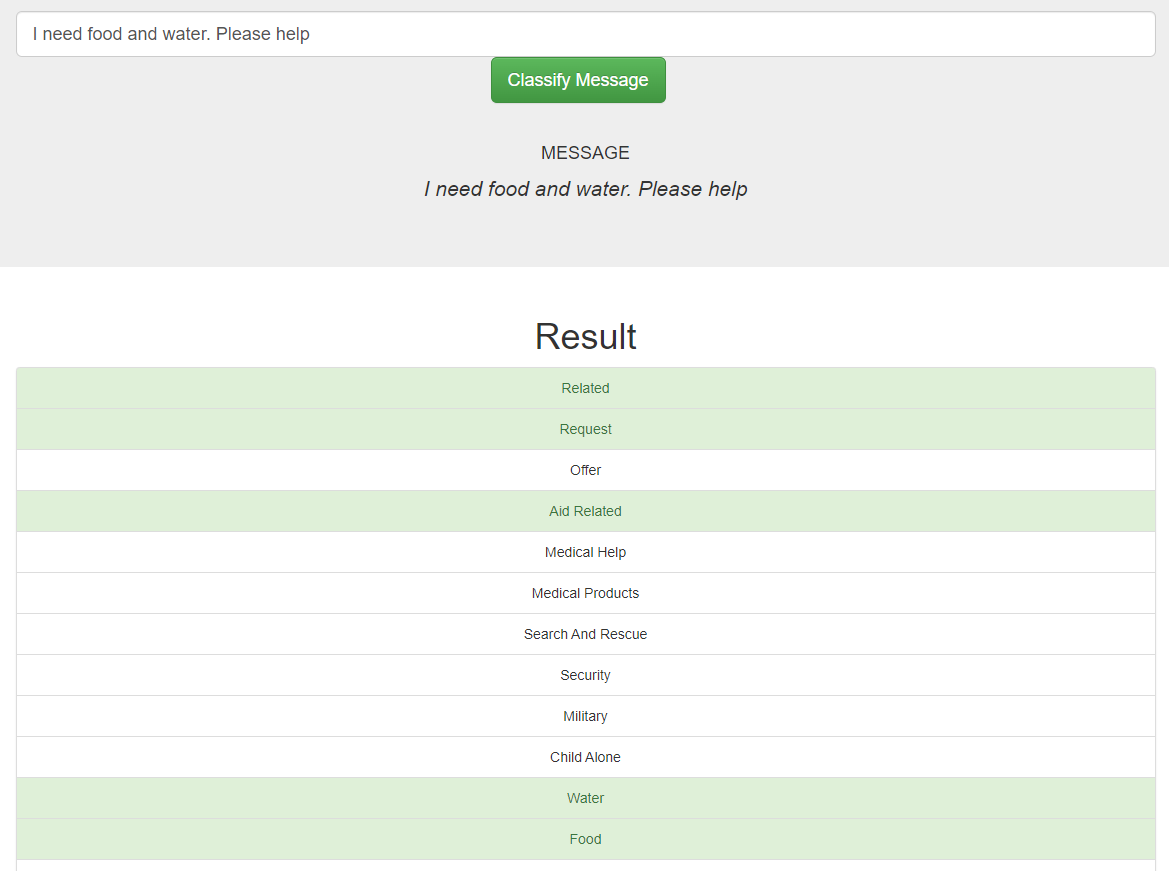 I need food and water. Please help
Classify Message
MESSAGE
I need food and water. Please help
Result
Related
Request
Offer
Aid Related
Medical Help
Medical Products
Search And Rescue
Security
Military
Child Alone
Water
Food